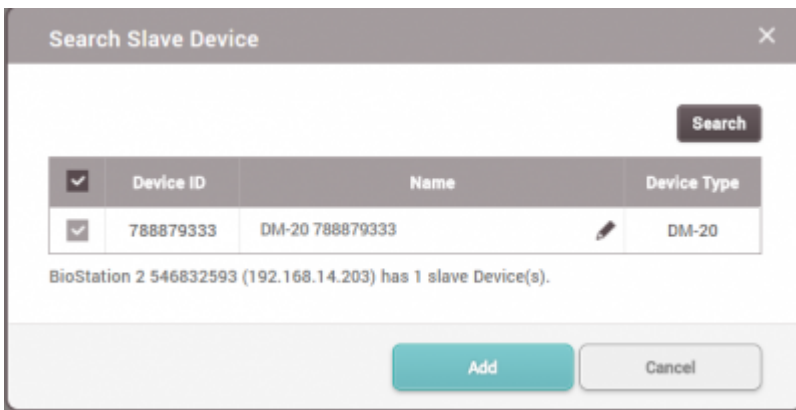 Search Slave Device
Search
Device ID Name Device Type
788879333 DM-20 788879333 DM-20
BioStation 2 546832593 (192.168.14.203) has 1 slave Device(s).
Add Cancel